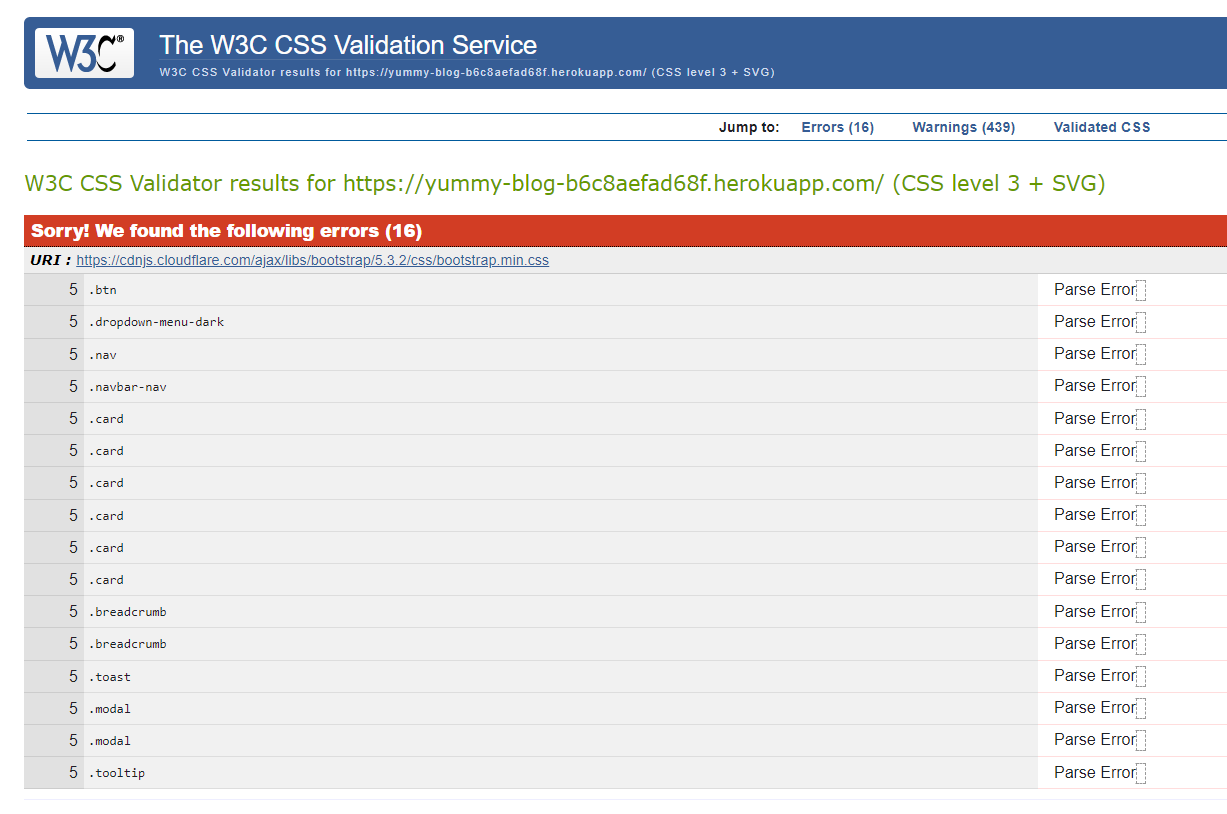 W3C®
The W3C CSS Validation Service
W3C CSS Validator results for https://yummy-blog-b6c8aefad68f.herokuapp.com/ (CSS level 3 + SVG)
Jump to: Errors (16) Warnings (439) Validated CSS
W3C CSS Validator results for https://yummy-blog-b6c8aefad68f.herokuapp.com/ (CSS level 3 + SVG)
Sorry! We found the following errors (16)
URI : https://cdnjs.cloudflare.com/ajax/libs/bootstrap/5.3.2/css/bootstrap.min.css
5 .btn Parse Error
5 .dropdown-menu-dark Parse Error
5 .nav Parse Error
5 .navbar-nav Parse Error
5 .card Parse Error
5 .card Parse Error
5 .card Parse Error
5 .card Parse Error
5 .card Parse Error
5 .card Parse Error
5 .breadcrumb Parse Error
5 .breadcrumb Parse Error
5 .toast Parse Error
5 .modal Parse Error
5 .modal Parse Error
5 .tooltip Parse Error